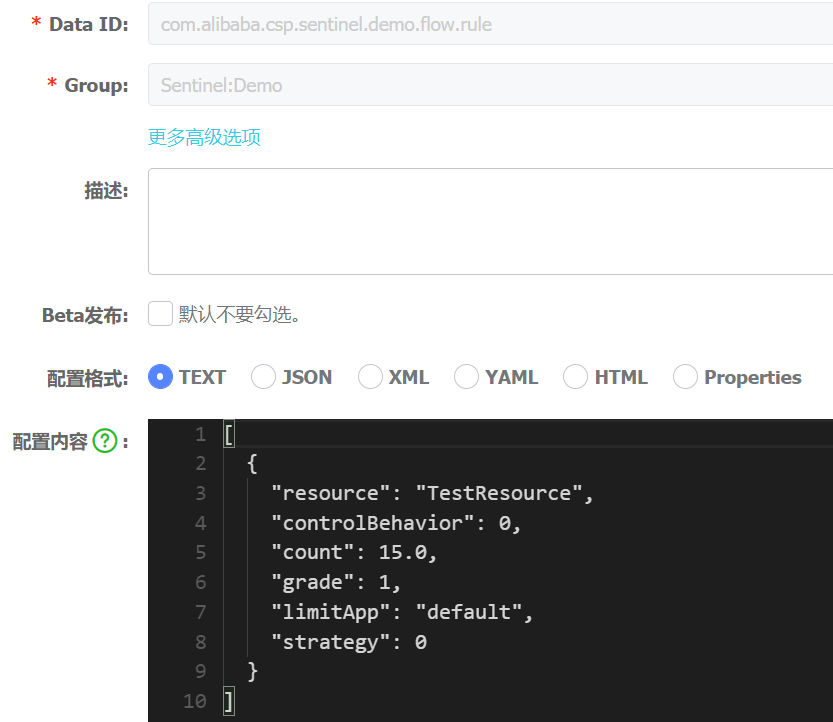 * Data ID: com.alibaba.csp.sentinel.demo.flow.rule
* Group: Sentinel:Demo
更多高级选项
描述:
Beta发布: 默认不要勾选。
配置格式: TEXT JSON XML YAML HTML Properties
配置内容 ? :
1 [
2 {
3 "resource": "TestResource",
4 "controlBehavior": 0,
5 "count": 15.0,
6 "grade": 1,
7 "limitApp": "default",
8 "strategy": 0
9 }
10 ]